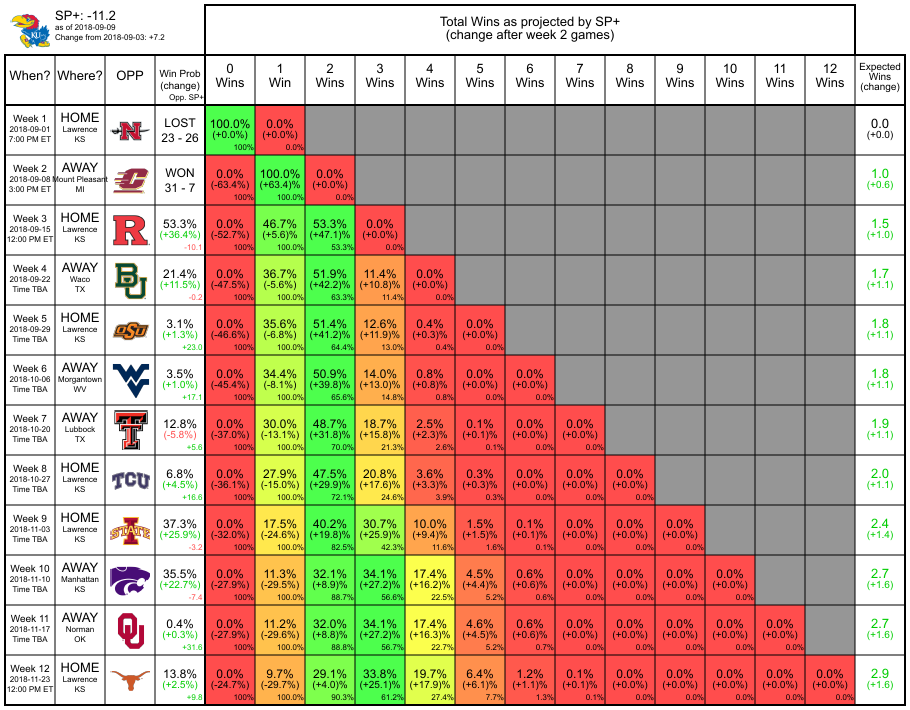 SP+: -11.2
as of 2018-09-09
Change from 2018-09-03: +7.2
KU
Total Wins as projected by SP+
(change after week 2 games)
When? Where? OPP Win Prob (change) Opp. SP+ 0 Wins 1 Win 2 Wins 3 Wins 4 Wins 5 Wins 6 Wins 7 Wins 8 Wins 9 Wins 10 Wins 11 Wins 12 Wins Expected Wins (change)
Week 1 HOME LOST 100.0% 0.0% 0.0
2018-09-01 Lawrence N 23 - 26 (+0.0%) (+0.0%) (+0.0)
7:00 PM ET KS 100% 0.0%
Week 2 AWAY WON 0.0% 100.0% 0.0% 1.0
2018-09-08 Mount Pleasant C 31 - 7 (-63.4%) (+63.4)% (+0.0%) (+0.6)
3:00 PM ET MI 100% 100.0% 0.0%
Week 3 HOME 53.3% 0.0% 46.7% 53.3% 0.0% 1.5
2018-09-15 Lawrence R (+36.4%) (-52.7%) (+5.6)% (+47.1)% (+0.0%) (+1.0)
12:00 PM ET KS -10.1 100% 100.0% 53.3% 0.0%
Week 4 AWAY 21.4% 0.0% 36.7% 51.9% 11.4% 0.0% 1.7
2018-09-22 Waco BU (+11.5%) (-47.5%) (-5.6%) (+42.2)% (+10.8)% (+0.0%) (+1.1)
Time TBA TX -0.2 100% 100.0% 63.3% 11.4% 0.0%
Week 5 HOME 3.1% 0.0% 35.6% 51.4% 12.6% 0.4% 0.0% 1.8
2018-09-29 Lawrence OSU (+1.3%) (-46.6%) (-6.8%) (+41.2)% (+11.9)% (+0.3)% (+0.0%) (+1.1)
Time TBA KS +23.0 100% 100.0% 64.4% 13.0% 0.4% 0.0%
Week 6 AWAY 3.5% 0.0% 34.4% 50.9% 14.0% 0.8% 0.0% 0.0% 1.8
2018-10-06 Morgantown WV (+1.0%) (-45.4%) (-8.1%) (+39.8)% (+13.0)% (+0.8)% (+0.0)% (+0.0%) (+1.1)
Time TBA WV +17.1 100% 100.0% 65.6% 14.8% 0.8% 0.0% 0.0%
Week 7 AWAY 12.8% 0.0% 30.0% 48.7% 18.7% 2.5% 0.1% 0.0% 0.0% 1.9
2018-10-20 Lubbock T (-5.8%) (-37.0%) (-13.1%) (+31.8)% (+15.8)% (+2.3)% (+0.1)% (+0.0%) (+0.0%) (+1.1)
Time TBA TX +5.6 100% 100.0% 70.0% 21.3% 2.6% 0.1% 0.0% 0.0%
Week 8 HOME 6.8% 0.0% 27.9% 47.5% 20.8% 3.6% 0.3% 0.0% 0.0% 0.0% 2.0
2018-10-27 Lawrence TCU (+4.5%) (-36.1%) (-15.0%) (+29.9)% (+17.6)% (+3.3)% (+0.3)% (+0.0)% (+0.0%) (+0.0%) (+1.1)
Time TBA KS +16.6 100% 100.0% 72.1% 24.6% 3.9% 0.3% 0.0% 0.0% 0.0%
Week 9 HOME 37.3% 0.0% 17.5% 40.2% 30.7% 10.0% 1.5% 0.1% 0.0% 0.0% 0.0% 2.4
2018-11-03 Lawrence I STATE (+25.9%) (-32.0%) (-24.6%) (+19.8)% (+25.9)% (+9.4)% (+1.5)% (+0.1)% (+0.0)% (+0.0%) (+0.0%) (+1.4)
Time TBA KS -3.2 100% 100.0% 82.5% 42.3% 11.6% 1.6% 0.1% 0.0% 0.0% 0.0%
Week 10 AWAY 35.5% 0.0% 11.3% 32.1% 34.1% 17.4% 4.5% 0.6% 0.0% 0.0% 0.0% 0.0% 2.7
2018-11-10 Manhattan (+22.7%) (-27.9%) (-29.5%) (+8.9)% (+27.2)% (+16.2)% (+4.4)% (+0.6)% (+0.0)% (+0.0)% (+0.0%) (+0.0%) (+1.6)
Time TBA KS -7.4 100% 100.0% 88.7% 56.6% 22.5% 5.2% 0.6% 0.0% 0.0% 0.0% 0.0%
Week 11 AWAY 0.4% 0.0% 11.2% 32.0% 34.1% 17.4% 4.6% 0.6% 0.0% 0.0% 0.0% 0.0% 0.0% 2.7
2018-11-17 Norman OU (+0.3%) (-27.9%) (-29.6%) (+8.8)% (+27.2)% (+16.3)% (+4.5)% (+0.6)% (+0.0)% (+0.0)% (+0.0%) (+0.0%) (+0.0%) (+1.6)
Time TBA OK +31.6 100% 100.0% 88.8% 56.7% 22.7% 5.2% 0.7% 0.0% 0.0% 0.0% 0.0% 0.0%
Week 12 HOME 13.8% 0.0% 9.7% 29.1% 33.8% 19.7% 6.4% 1.2% 0.1% 0.0% 0.0% 0.0% 0.0% 0.0% 2.9
2018-11-23 Lawrence (+2.5%) (-24.7%) (-29.7%) (+4.0)% (+25.1)% (+17.9)% (+6.1)% (+1.1)% (+0.1)% (+0.0)% (+0.0)% (+0.0%) (+0.0%) (+0.0%) (+1.6)
12:00 PM ET KS +9.8 100% 100.0% 90.3% 61.2% 27.4% 7.7% 1.3% 0.1% 0.0% 0.0% 0.0% 0.0% 0.0%